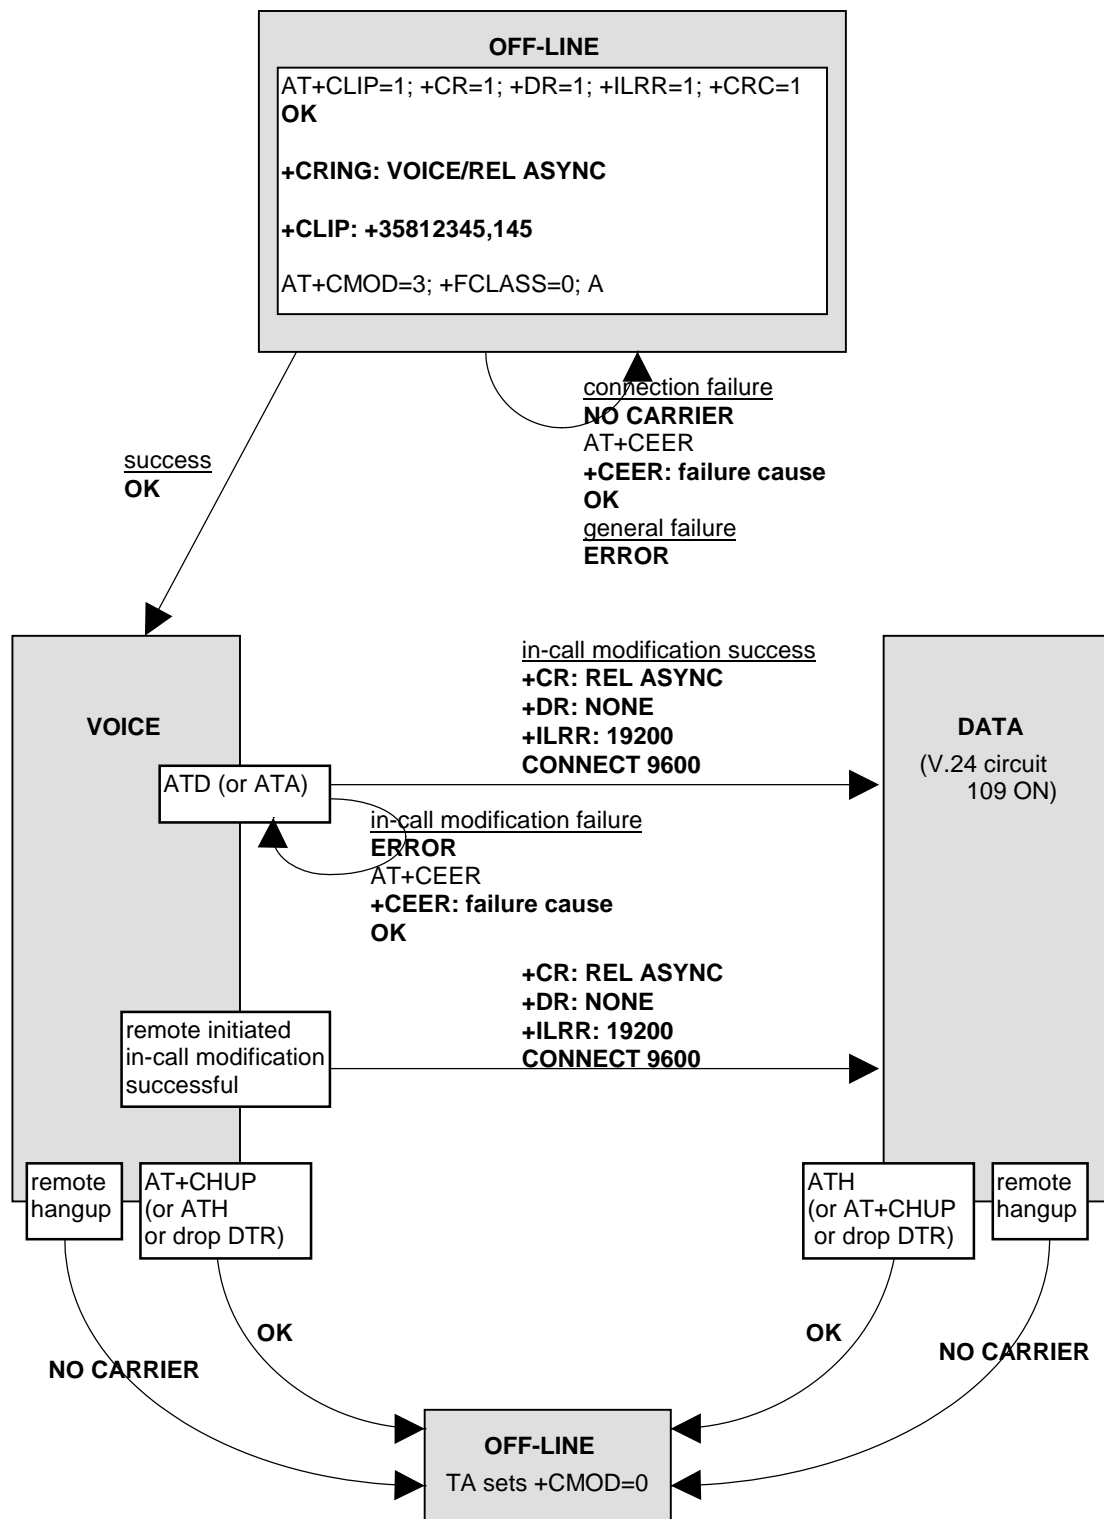 OFF-LINE
AT+CLIP=1; +CR=1; +DR=1; +ILRR=1; +CRC=1
OK
+CRING: VOICE/REL ASYNC
+CLIP: +35812345,145
AT+CMOD=3; +FCLASS=0; A
connection failure
NO CARRIER
AT+CEER
+CEER: failure cause
OK
general failure
ERROR
success
OK
in-call modification success
+CR: REL ASYNC
+DR: NONE
+ILRR: 19200
CONNECT 9600
VOICE
DATA
(V.24 circuit
109 ON)
ATD (or ATA)
in-call modification failure
ERROR
AT+CEER
+CEER: failure cause
OK
+CR: REL ASYNC
+DR: NONE
+ILRR: 19200
CONNECT 9600
remote initiated
in-call modification
successful
remote
hangup
AT+CHUP
(or ATH
or drop DTR)
ATH
(or AT+CHUP
or drop DTR)
remote
hangup
OK
NO CARRIER
OK
NO CARRIER
OFF-LINE
TA sets +CMOD=0